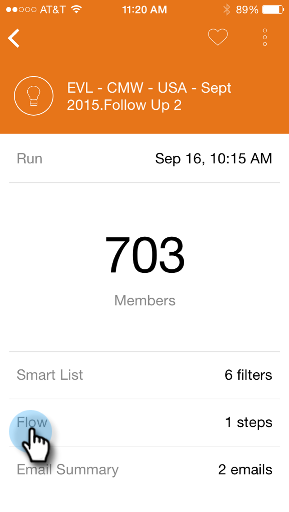 AT&T 11:20 AM 89%
EVL - CMW - USA - Sept
2015.Follow Up 2
Run Sep 16, 10:15 AM
703
Members
Smart List 6 filters
Flow 1 steps
Email Summary 2 emails